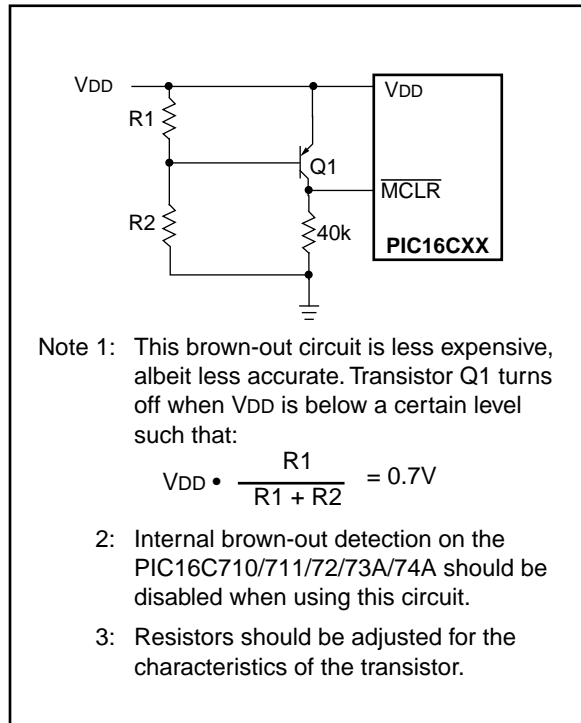 VDD
VDD
R1
Q1
MCLR
R2
40k
PIC16CXX
Note 1: This brown-out circuit is less expensive,
albeit less accurate. Transistor Q1 turns
off when VDD is below a certain level
such that:
VDD • R1 / R1 + R2 = 0.7V
2: Internal brown-out detection on the
PIC16C710/711/72/73A/74A should be
disabled when using this circuit.
3: Resistors should be adjusted for the
characteristics of the transistor.